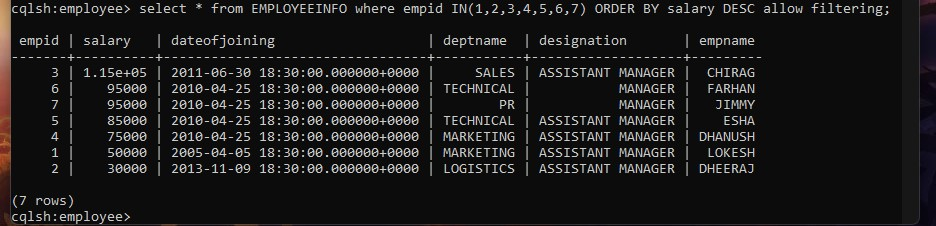 cqlsh:employee> select * from EMPLOYEEINFO where empid IN(1,2,3,4,5,6,7) ORDER BY salary DESC allow filtering;
 empid | salary   | dateofjoining                   | deptname  | designation       | empname
-------+----------+---------------------------------+-----------+-------------------+---------
     3 | 1.15e+05 | 2011-06-30 18:30:00.000000+0000 |     SALES | ASSISTANT MANAGER |  CHIRAG
     6 |    95000 | 2010-04-25 18:30:00.000000+0000 | TECHNICAL |           MANAGER |  FARHAN
     7 |    95000 | 2010-04-25 18:30:00.000000+0000 |        PR |           MANAGER |   JIMMY
     5 |    85000 | 2010-04-25 18:30:00.000000+0000 | TECHNICAL | ASSISTANT MANAGER |    ESHA
     4 |    75000 | 2010-04-25 18:30:00.000000+0000 | MARKETING | ASSISTANT MANAGER | DHANUSH
     1 |    50000 | 2005-04-05 18:30:00.000000+0000 | MARKETING | ASSISTANT MANAGER |  LOKESH
     2 |    30000 | 2013-11-09 18:30:00.000000+0000 | LOGISTICS | ASSISTANT MANAGER | DHEERAJ
(7 rows)
cqlsh:employee>